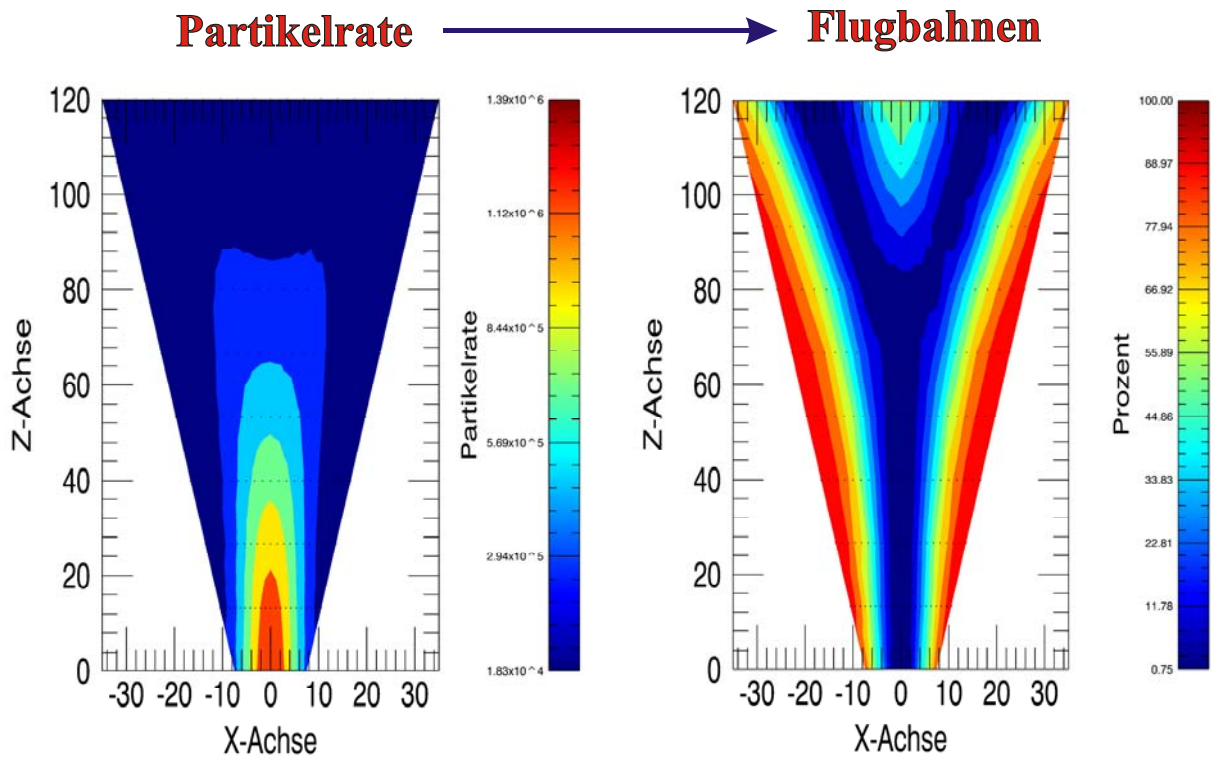 Partikelrate Flugbahnen
120
100
80
60
40
20
0
Z-Achse
-30 -20 -10 0 10 20 30
X-Achse
1.39x10^6
1.12x10^6
8.44x10^5
5.69x10^5
2.94x10^5
1.83x10^4
Partikelrate
120
100
80
60
40
20
0
Z-Achse
-30 -20 -10 0 10 20 30
X-Achse
100.00
88.97
77.94
66.92
55.89
44.86
33.83
22.81
11.78
0.75
Prozent